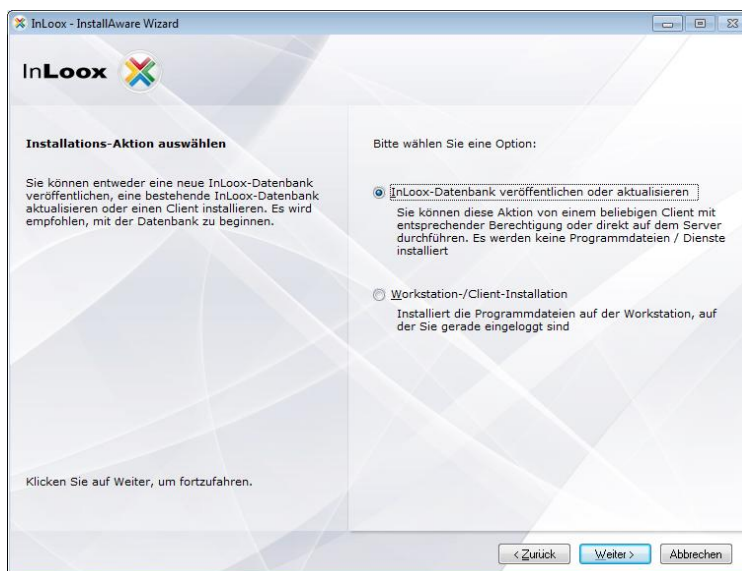 InLoox - InstallAware Wizard
InLoox
Installations-Aktion auswählen
Sie können entweder eine neue InLoox-Datenbank
veröffentlichen, eine bestehende InLoox-Datenbank
aktualisieren oder einen Client installieren. Es wird
empfohlen, mit der Datenbank zu beginnen.
Klicken Sie auf Weiter, um fortzufahren.
Bitte wählen Sie eine Option:
InLoox-Datenbank veröffentlichen oder aktualisieren
Sie können diese Aktion von einem beliebigen Client mit
entsprechender Berechtigung oder direkt auf dem Server
durchführen. Es werden keine Programmdateien / Dienste
installiert
Workstation-/Client-Installation
Installiert die Programmdateien auf der Workstation, auf
der Sie gerade eingeloggt sind
< Zurück Weiter > Abbrechen